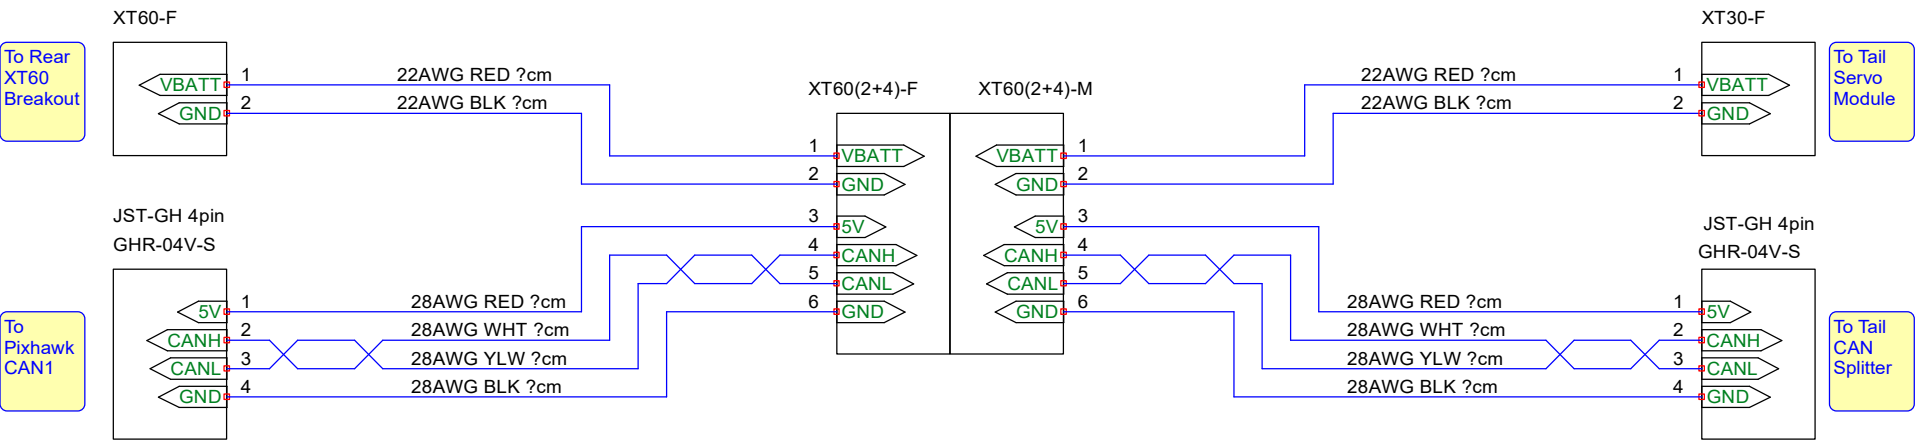 XT60-F
To Rear
XT60
Breakout
VBATT
1
22AWG RED ?cm
GND
2
22AWG BLK ?cm
JST-GH 4pin
GHR-04V-S
To
Pixhawk
CAN1
5V
1
28AWG RED ?cm
CANH
2
28AWG WHT ?cm
CANL
3
28AWG YLW ?cm
GND
4
28AWG BLK ?cm
XT60(2+4)-F
1
VBATT
2
GND
3
5V
4
CANH
5
CANL
6
GND
XT60(2+4)-M
VBATT
1
GND
2
5V
3
CANH
4
CANL
5
GND
6
XT30-F
22AWG RED ?cm
1
VBATT
22AWG BLK ?cm
2
GND
To Tail
Servo
Module
JST-GH 4pin
GHR-04V-S
28AWG RED ?cm
1
5V
28AWG WHT ?cm
2
CANH
28AWG YLW ?cm
3
CANL
28AWG BLK ?cm
4
GND
To Tail
CAN
Splitter